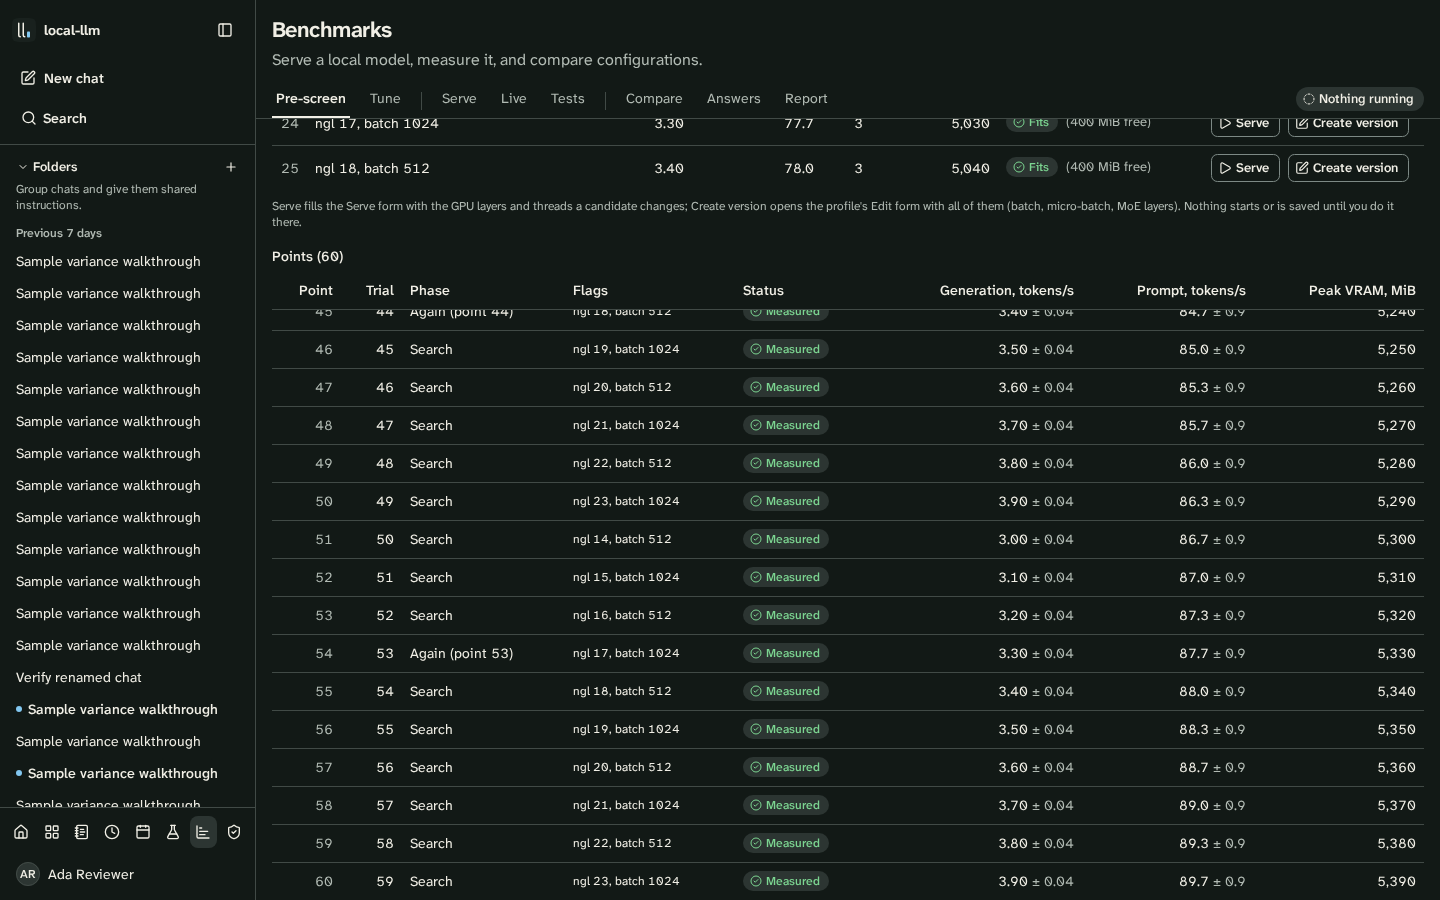 local-llm
New chat
Search
Folders
Group chats and give them shared
instructions.
Previous 7 days
Sample variance walkthrough
Sample variance walkthrough
Sample variance walkthrough
Sample variance walkthrough
Sample variance walkthrough
Sample variance walkthrough
Sample variance walkthrough
Sample variance walkthrough
Sample variance walkthrough
Sample variance walkthrough
Sample variance walkthrough
Sample variance walkthrough
Sample variance walkthrough
Verify renamed chat
Sample variance walkthrough
Sample variance walkthrough
Sample variance walkthrough
Sample variance walkthrough
AR Ada Reviewer
Benchmarks
Serve a local model, measure it, and compare configurations.
Pre-screen Tune Serve Live Tests Compare Answers Report Nothing running
24 ngl 17, batch 1024 3.30 77.7 3 5,030 Fits (400 MiB free) Serve Create version
25 ngl 18, batch 512 3.40 78.0 3 5,040 Fits (400 MiB free) Serve Create version
Serve fills the Serve form with the GPU layers and threads a candidate changes; Create version opens the profile's Edit form with all of them (batch, micro-batch, MoE layers). Nothing starts or is saved until you do it
there.
Points (60)
Point Trial Phase Flags Status Generation, tokens/s Prompt, tokens/s Peak VRAM, MiB
45 44 Again (point 44) ngl 18, batch 512 Measured 3.40 ± 0.04 84.7 ± 0.9 5,240
46 45 Search ngl 19, batch 1024 Measured 3.50 ± 0.04 85.0 ± 0.9 5,250
47 46 Search ngl 20, batch 512 Measured 3.60 ± 0.04 85.3 ± 0.9 5,260
48 47 Search ngl 21, batch 1024 Measured 3.70 ± 0.04 85.7 ± 0.9 5,270
49 48 Search ngl 22, batch 512 Measured 3.80 ± 0.04 86.0 ± 0.9 5,280
50 49 Search ngl 23, batch 1024 Measured 3.90 ± 0.04 86.3 ± 0.9 5,290
51 50 Search ngl 14, batch 512 Measured 3.00 ± 0.04 86.7 ± 0.9 5,300
52 51 Search ngl 15, batch 1024 Measured 3.10 ± 0.04 87.0 ± 0.9 5,310
53 52 Search ngl 16, batch 512 Measured 3.20 ± 0.04 87.3 ± 0.9 5,320
54 53 Again (point 53) ngl 17, batch 1024 Measured 3.30 ± 0.04 87.7 ± 0.9 5,330
55 54 Search ngl 18, batch 512 Measured 3.40 ± 0.04 88.0 ± 0.9 5,340
56 55 Search ngl 19, batch 1024 Measured 3.50 ± 0.04 88.3 ± 0.9 5,350
57 56 Search ngl 20, batch 512 Measured 3.60 ± 0.04 88.7 ± 0.9 5,360
58 57 Search ngl 21, batch 1024 Measured 3.70 ± 0.04 89.0 ± 0.9 5,370
59 58 Search ngl 22, batch 512 Measured 3.80 ± 0.04 89.3 ± 0.9 5,380
60 59 Search ngl 23, batch 1024 Measured 3.90 ± 0.04 89.7 ± 0.9 5,390